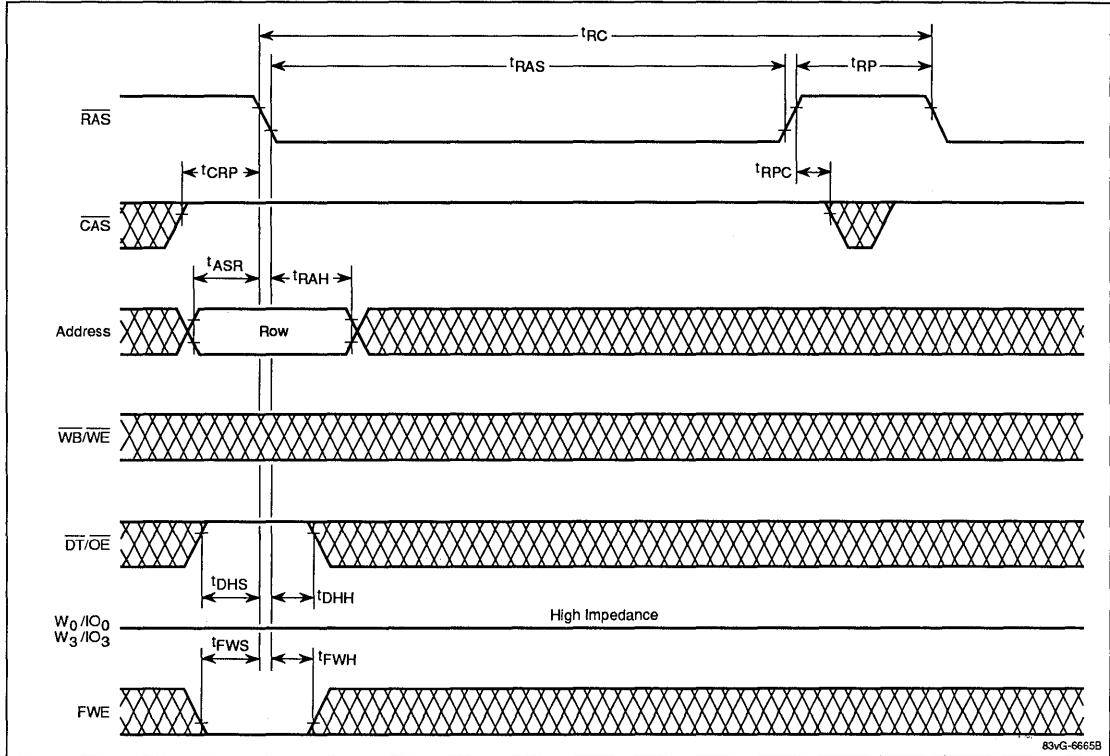 tRC
tRAS
tRP
RAS
tCRP
tRPC
CAS
tASR
tRAH
Address
Row
WB/WE
DT/OE
tDHS
tDHH
W0/IO0
W3/IO3
High Impedance
tFWS
tFWH
FWE
83vG-6665B